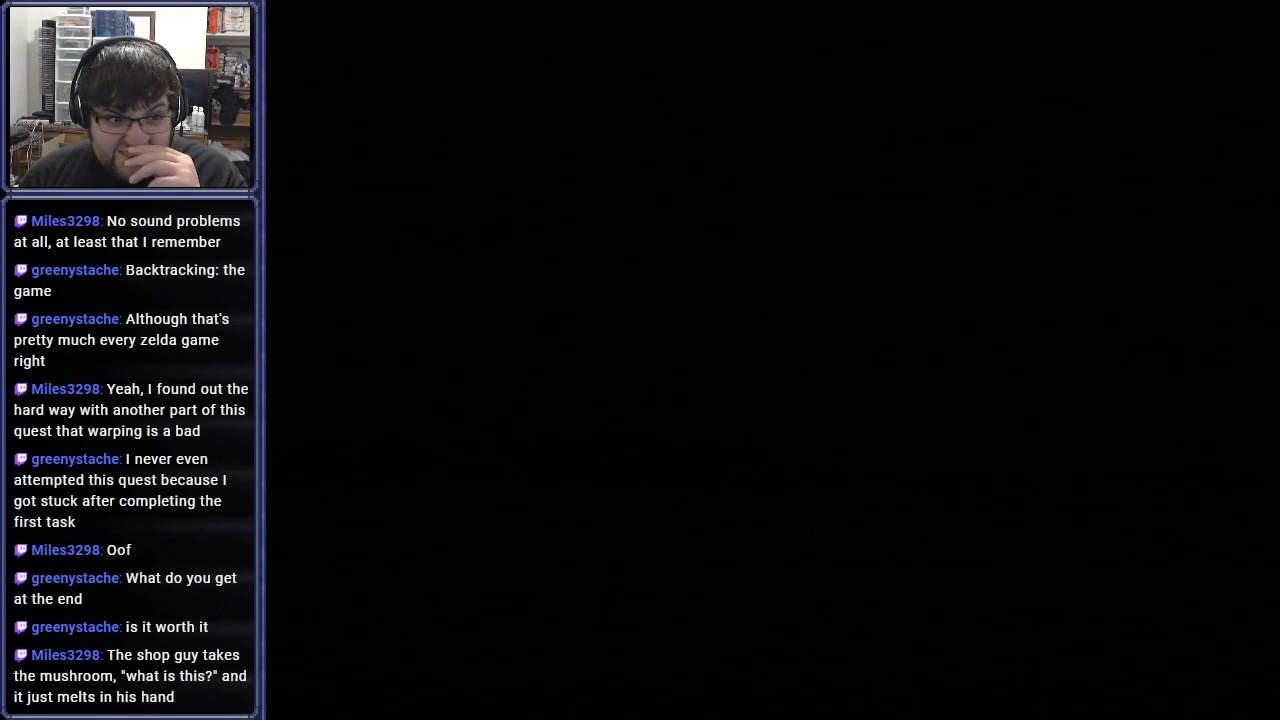 Miles3298: No sound problems
at all, at least that I remember
greenystache: Backtracking: the
game
greenystache: Although that's
pretty much every zelda game
right
Miles3298: Yeah, I found out the
hard way with another part of this
quest that warping is a bad
greenystache: I never even
attempted this quest because I
got stuck after completing the
first task
Miles3298: Oof
greenystache: What do you get
at the end
greenystache: is it worth it
Miles3298: The shop guy takes
the mushroom, "what is this?" and
it just melts in his hand